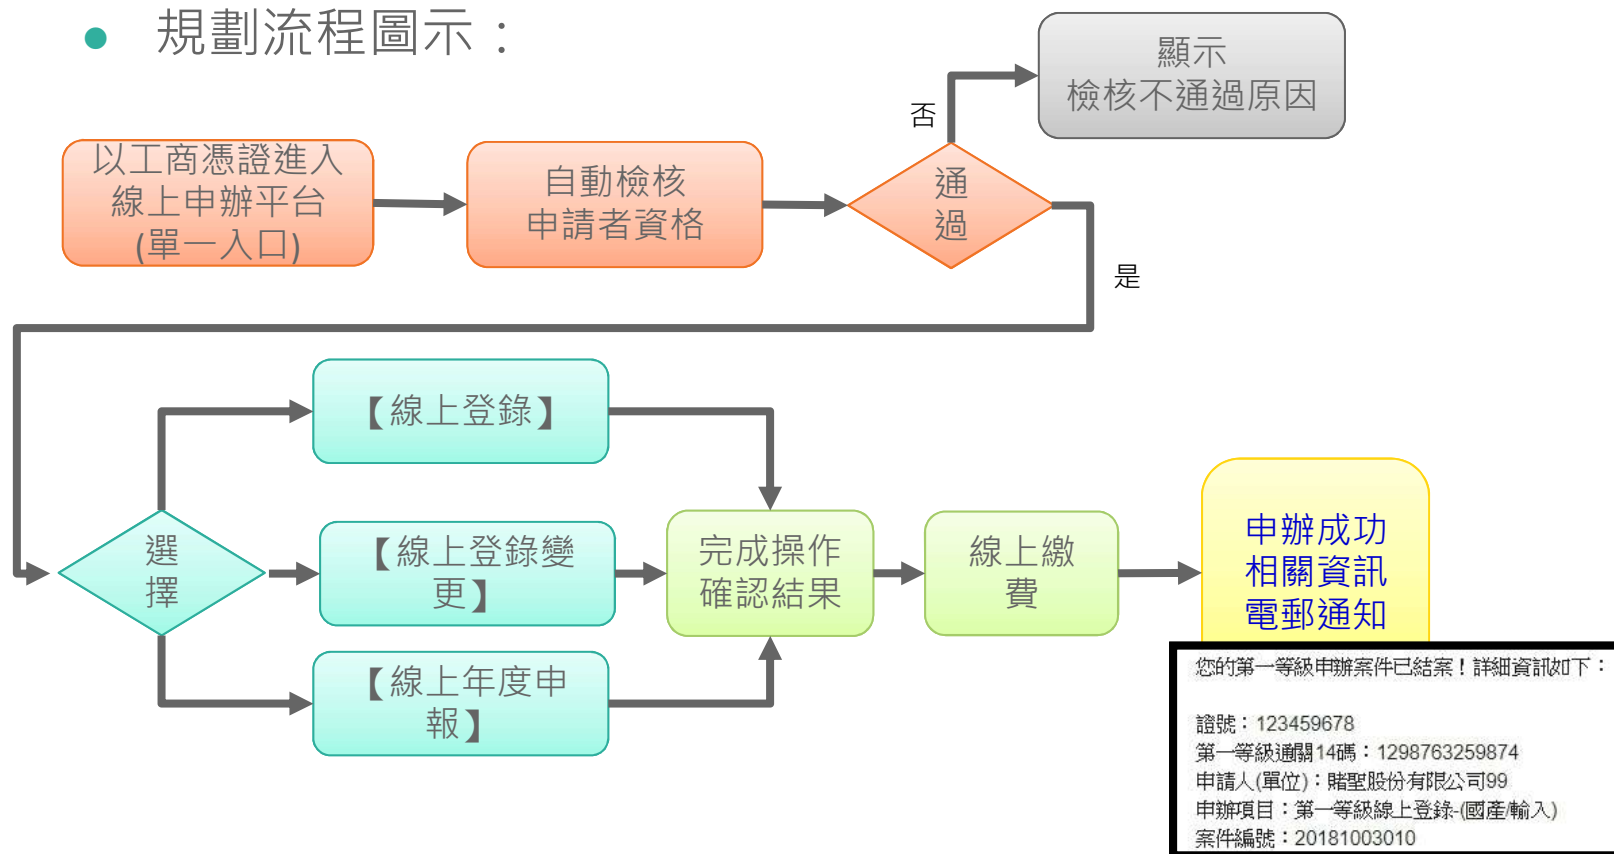 規劃流程圖示：
顯示
檢核不通過原因
否
以工商憑證進入
線上申辦平台
(單一入口)
自動檢核
申請者資格
通
過
是
【線上登錄】
選
擇
【線上登錄變
更】
【線上年度申
報】
完成操作
確認結果
線上繳
費
申辦成功
相關資訊
電郵通知
您的第一等級申辦案件已結案！詳細資訊如下：
證號：123459678
第一等級通關14碼：1298763259874
申請人(單位)：賭聖股份有限公司99
申辦項目：第一等級線上登錄-(國產/輸入)
案件編號：20181003010